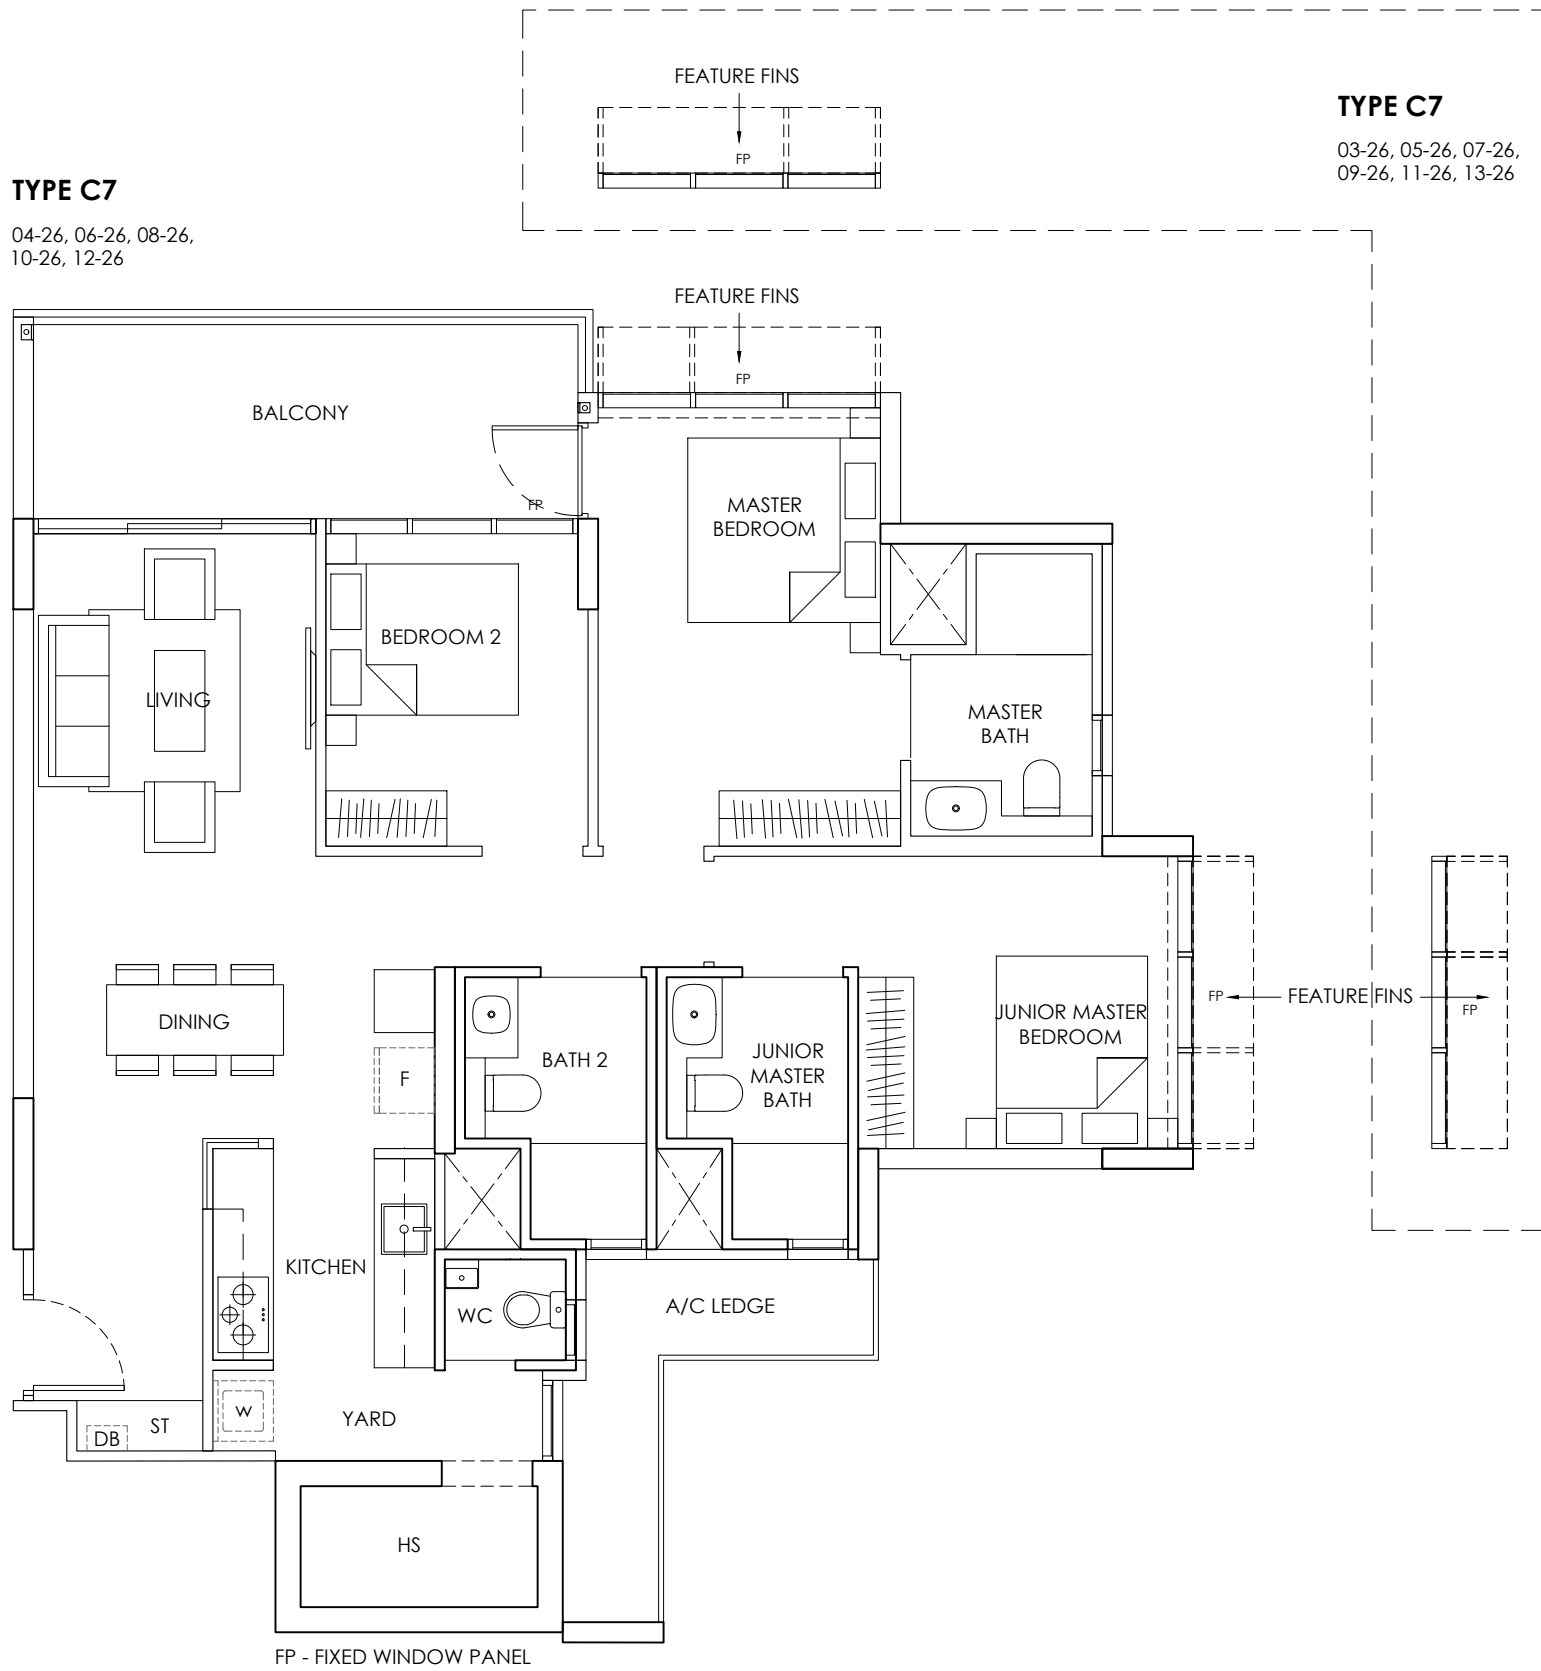 FEATURE FINS
FP
TYPE C7
03-26, 05-26, 07-26,
09-26, 11-26, 13-26
TYPE C7
04-26, 06-26, 08-26,
10-26, 12-26
FEATURE FINS
FP
BALCONY
FP
MASTER
BEDROOM
BEDROOM 2
LIVING
MASTER
BATH
DINING
F
BATH 2
JUNIOR
MASTER
BATH
JUNIOR MASTER
BEDROOM
FP
FEATURE FINS
FP
KITCHEN
WC
A/C LEDGE
W
YARD
ST
DB
HS
FP - FIXED WINDOW PANEL